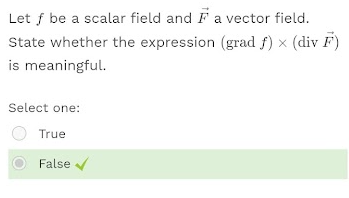 Let f be a scalar field and F⃗ a vector field.
State whether the expression (grad f) × (div F⃗)
is meaningful.
Select one:
True
False